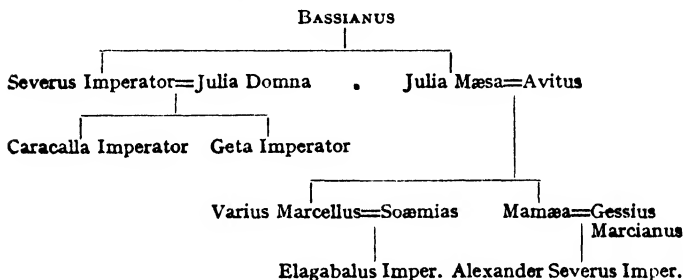 BASSIANUS
Severus Imperator=Julia Domna . Julia Mæsa=Avitus
Caracalla Imperator Geta Imperator
Varius Marcellus=Soæmias Mamæa=Gessius
Marcianus
Elagabalus Imper. Alexander Severus Imper.